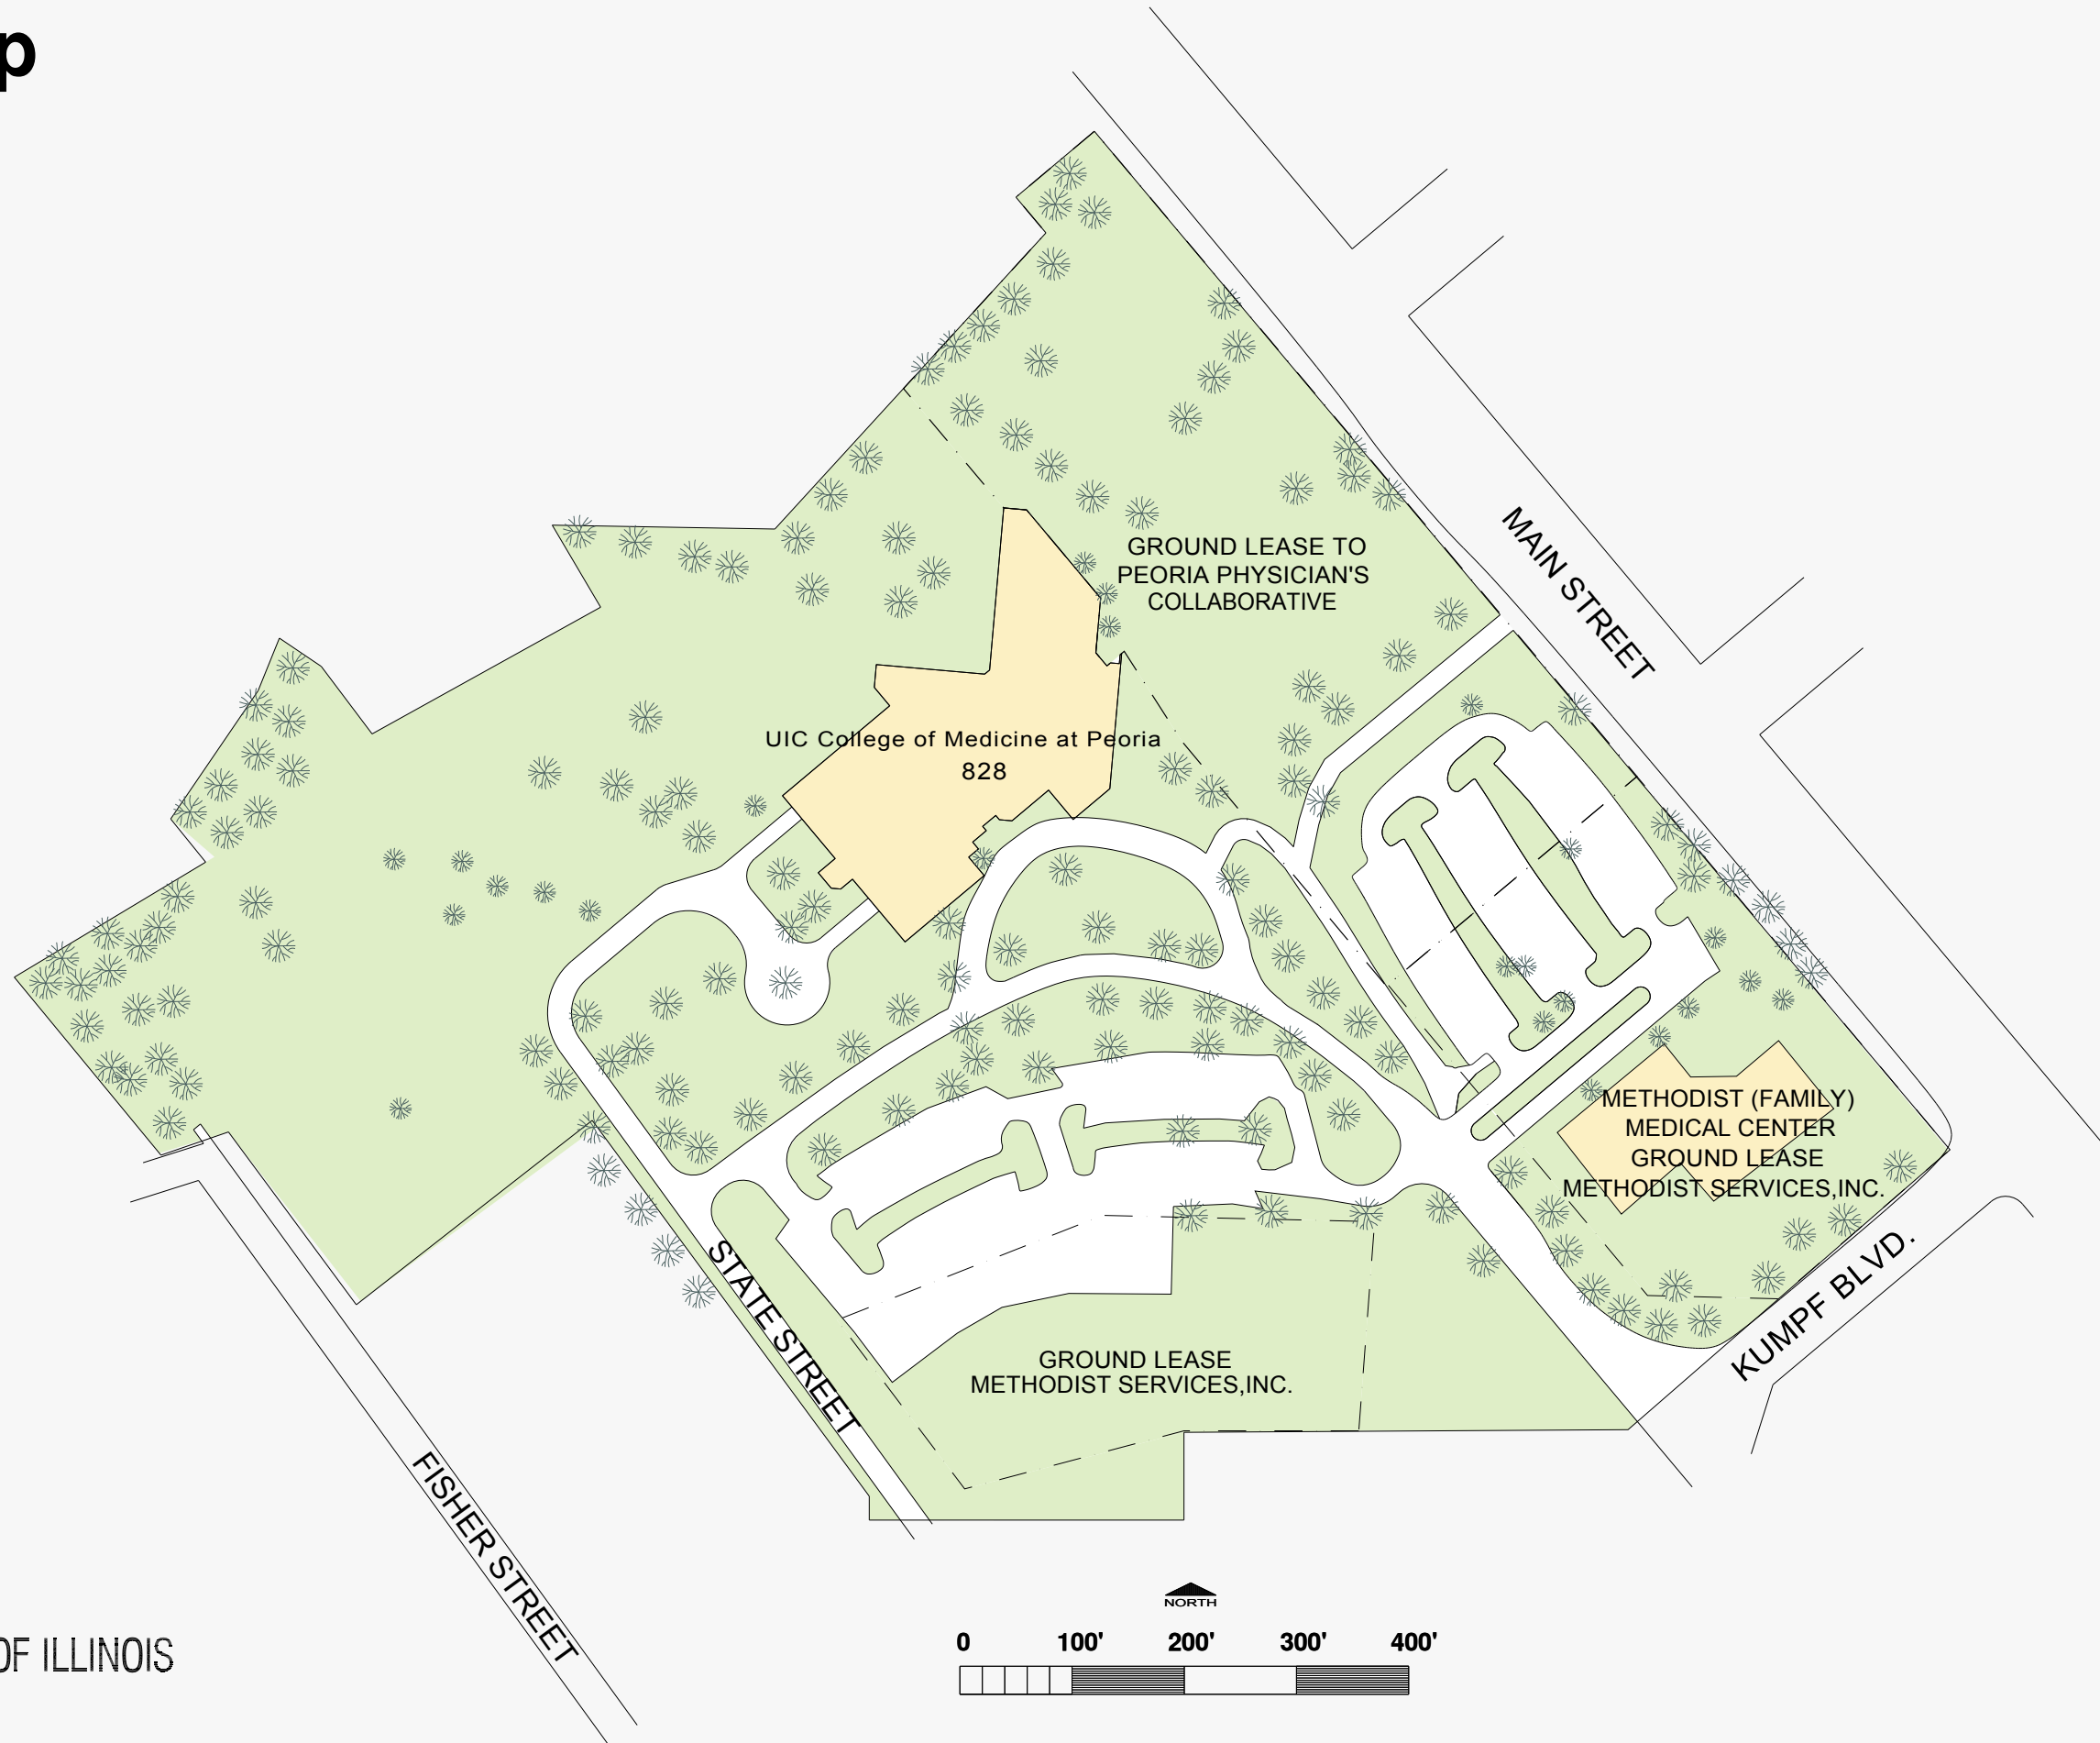 p
GROUND LEASE TO
PEORIA PHYSICIAN'S
COLLABORATIVE
MAIN STREET
UIC College of Medicine at Peoria
828
METHODIST (FAMILY)
MEDICAL CENTER
GROUND LEASE
METHODIST SERVICES,INC.
KUMPF BLVD.
STATE STREET
GROUND LEASE
METHODIST SERVICES,INC.
FISHER STREET
NORTH
0 100' 200' 300' 400'
OF ILLINOIS